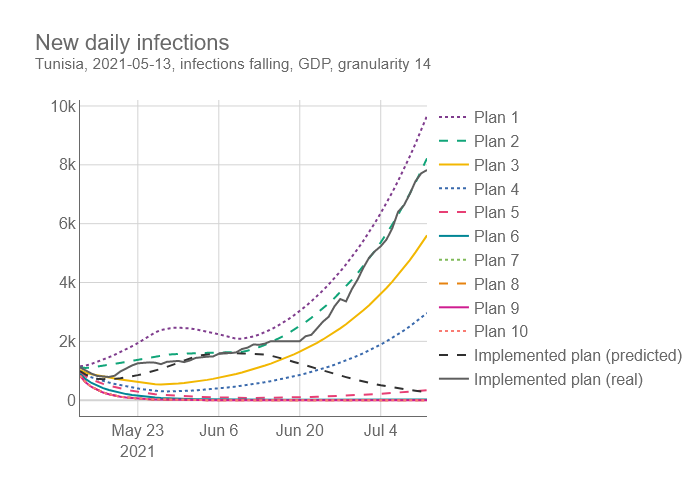 New daily infections
Tunisia, 2021-05-13, infections falling, GDP, granularity 14
10k
8k
6k
4k
2k
0
May 23
2021
Jun 6
Jun 20
Jul 4
Plan 1
Plan 2
Plan 3
Plan 4
Plan 5
Plan 6
Plan 7
Plan 8
Plan 9
Plan 10
Implemented plan (predicted)
Implemented plan (real)